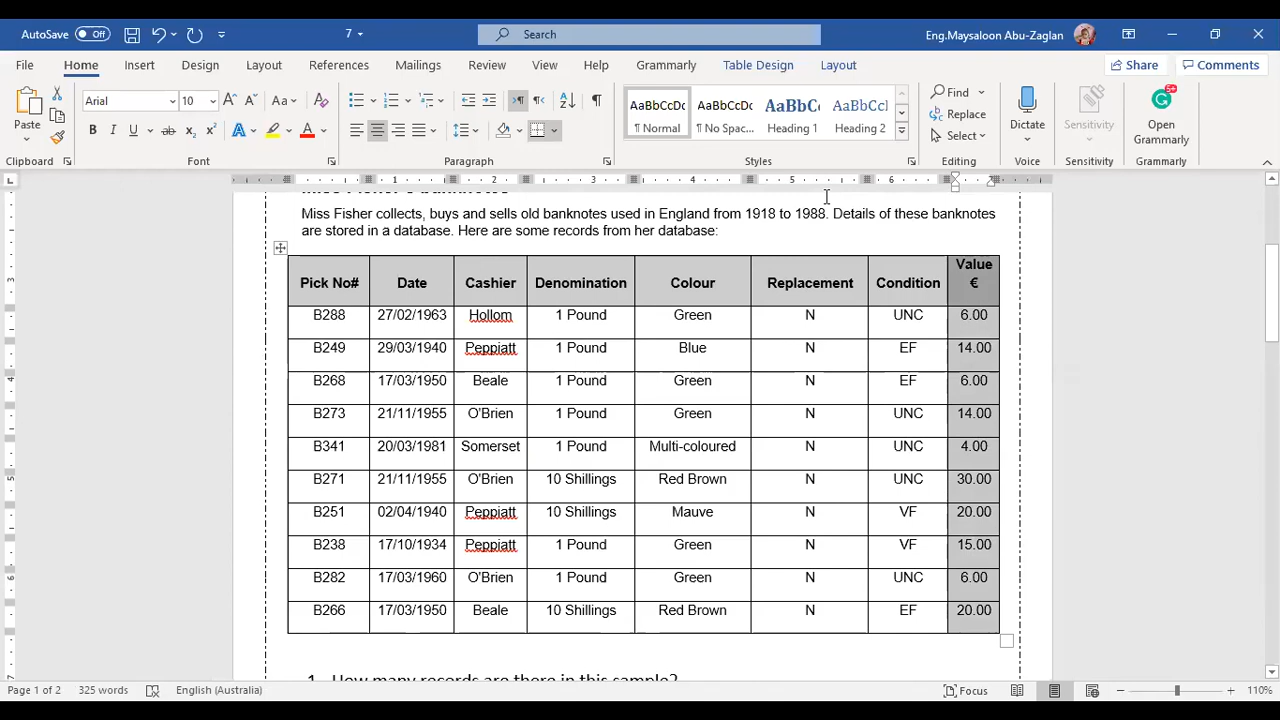 AutoSave Off 7 Search Eng.Maysaloon Abu-Zaglan
File Home Insert Design Layout References Mailings Review View Help Grammarly Table Design Layout Share Comments
Paste Arial 10 Aa AaBbCcDc AaBbCcDc AaBbC AaBbCcI Find Replace Select Dictate Sensitivity Open Grammarly
¶ Normal ¶ No Spac... Heading 1 Heading 2
Clipboard Font Paragraph Styles Editing Voice Sensitivity Grammarly
1 2 3 4 5 6 7
Miss Fisher collects, buys and sells old banknotes used in England from 1918 to 1988. Details of these banknotes
are stored in a database. Here are some records from her database:
Pick No# Date Cashier Denomination Colour Replacement Condition Value €
B288 27/02/1963 Hollom 1 Pound Green N UNC 6.00
B249 29/03/1940 Peppiatt 1 Pound Blue N EF 14.00
B268 17/03/1950 Beale 1 Pound Green N EF 6.00
B273 21/11/1955 O'Brien 1 Pound Green N UNC 14.00
B341 20/03/1981 Somerset 1 Pound Multi-coloured N UNC 4.00
B271 21/11/1955 O'Brien 10 Shillings Red Brown N UNC 30.00
B251 02/04/1940 Peppiatt 10 Shillings Mauve N VF 20.00
B238 17/10/1934 Peppiatt 1 Pound Green N VF 15.00
B282 17/03/1960 O'Brien 1 Pound Green N UNC 6.00
B266 17/03/1950 Beale 10 Shillings Red Brown N EF 20.00
1. How many records are there in this sample?
Page 1 of 2 325 words English (Australia) Focus 110%